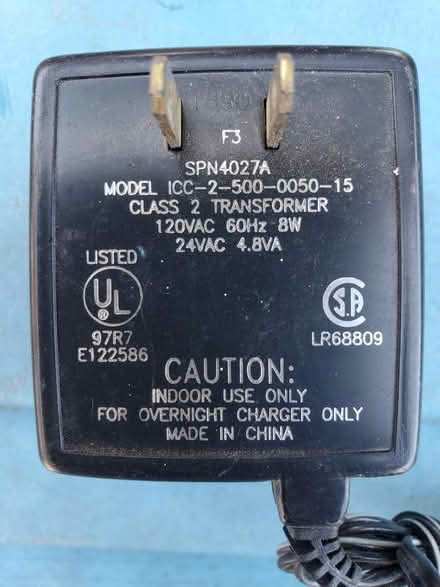 F3
SPN4027A
MODEL ICC-2-500-0050-15
CLASS 2 TRANSFORMER
120VAC 60Hz 8W
24VAC 4.8VA
LISTED
UL
®
97R7
E122586
CSA
LR68809
CAUTION:
INDOOR USE ONLY
FOR OVERNIGHT CHARGER ONLY
MADE IN CHINA